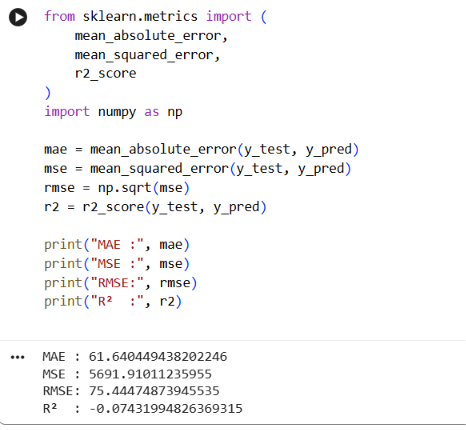 from sklearn.metrics import (
    mean_absolute_error,
    mean_squared_error,
    r2_score
)
import numpy as np

mae = mean_absolute_error(y_test, y_pred)
mse = mean_squared_error(y_test, y_pred)
rmse = np.sqrt(mse)
r2 = r2_score(y_test, y_pred)

print("MAE :", mae)
print("MSE :", mse)
print("RMSE:", rmse)
print("R²  :", r2)

MAE : 61.640449438202246
MSE : 5691.91011235955
RMSE: 75.44474873945535
R²  : -0.07431994826369315